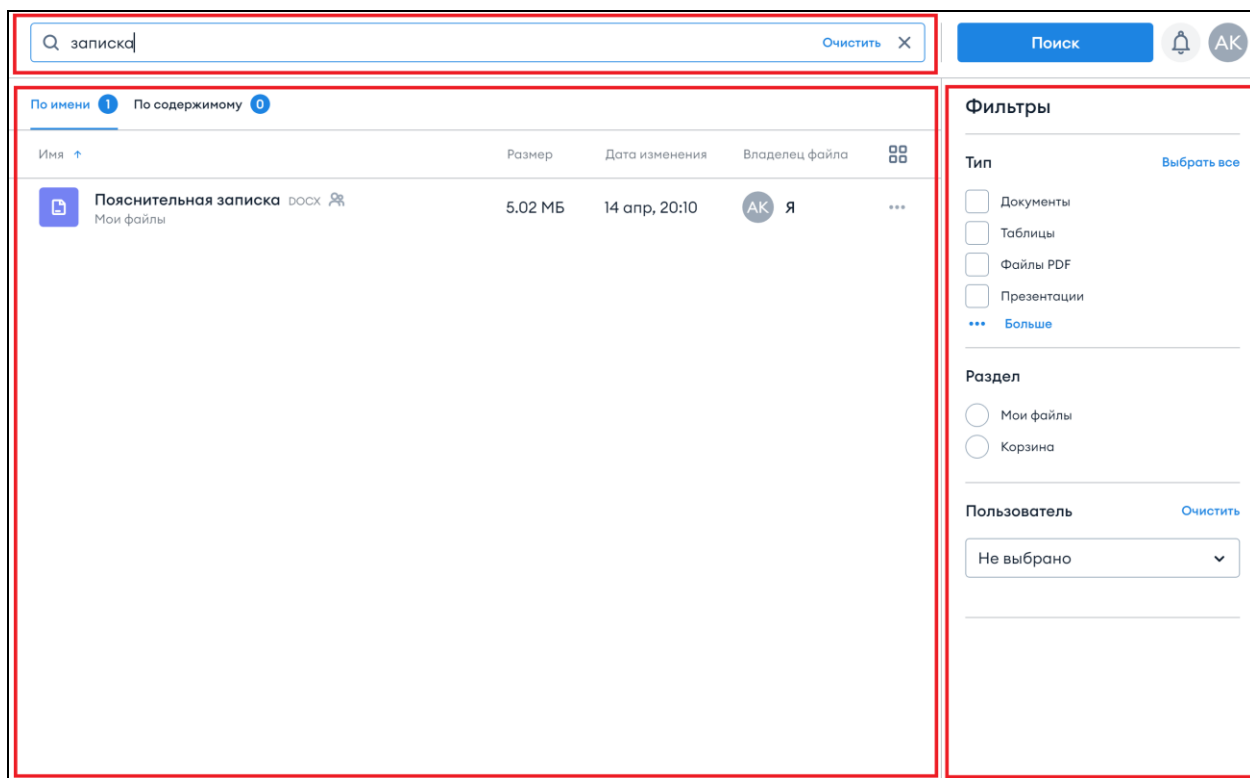 записка Очистить
Поиск
АК
По имени 1 По содержимому 0
Имя Размер Дата изменения Владелец файла
Пояснительная записка DOCX
Мои файлы
5.02 МБ 14 апр, 20:10 АК Я
Фильтры
Тип Выбрать все
Документы
Таблицы
Файлы PDF
Презентации
Больше
Раздел
Мои файлы
Корзина
Пользователь Очистить
Не выбрано